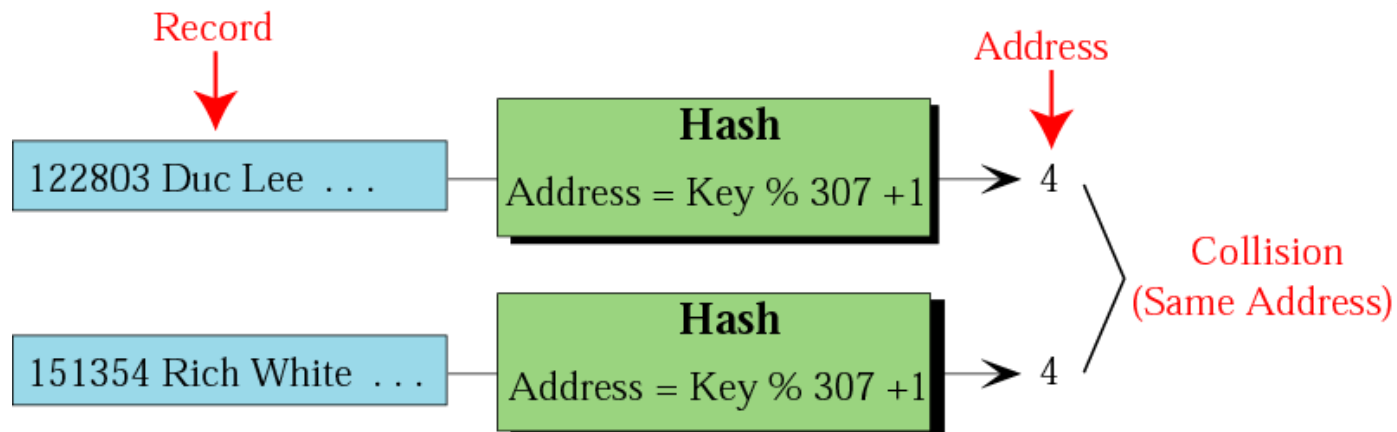 Record
Address
122803 Duc Lee . . .
Hash
Address = Key % 307 +1
4
Collision
(Same Address)
151354 Rich White . . .
Hash
Address = Key % 307 +1
4